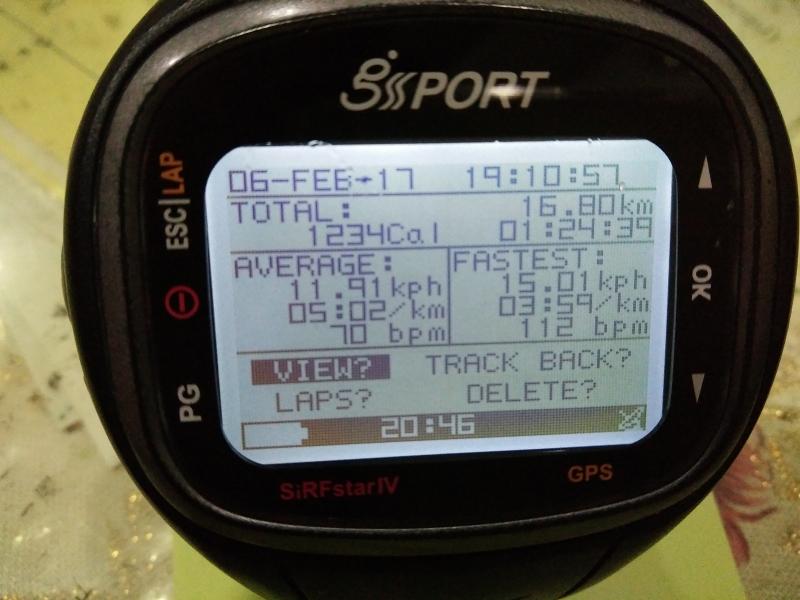 gsPORT
06-FEB-17 19:10:57
TOTAL: 16.80km
1234Cal 01:24:39
AVERAGE: FASTEST:
11.91kph 15.01kph
05:02/km 03:59/km
70 bpm 112 bpm
VIEW? TRACK BACK?
LAPS? DELETE?
20:46
ESC|LAP
PG
OK
SiRFstarIV
GPS